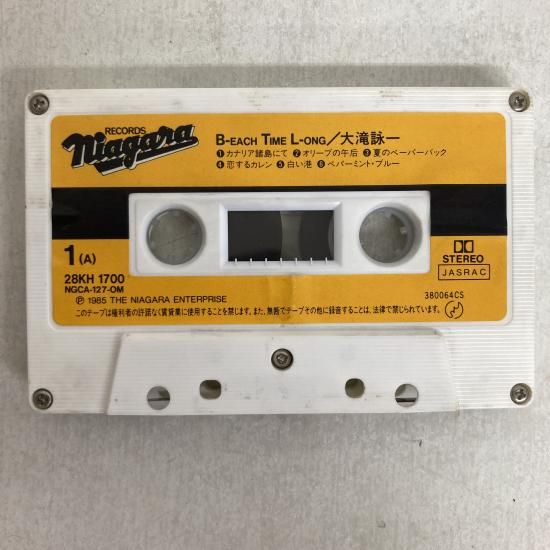 RECORDS
Niagara
B-EACH TIME L-ONG／大滝詠一
❶カナリア諸島にて ❷オリーブの午后 ❸夏のペーパーバック
❹恋するカレン ❺白い港 ❻ペパーミント・ブルー
1 (A)
28KH 1700
NGCA-127-OM
Ⓟ 1985 THE NIAGARA ENTERPRISE
STEREO
JASRAC
380064CS
このテープは権利者の許諾なく賃貸業に使用することを禁じます。また、無断でテープその他に録音することは、法律で禁じられています。